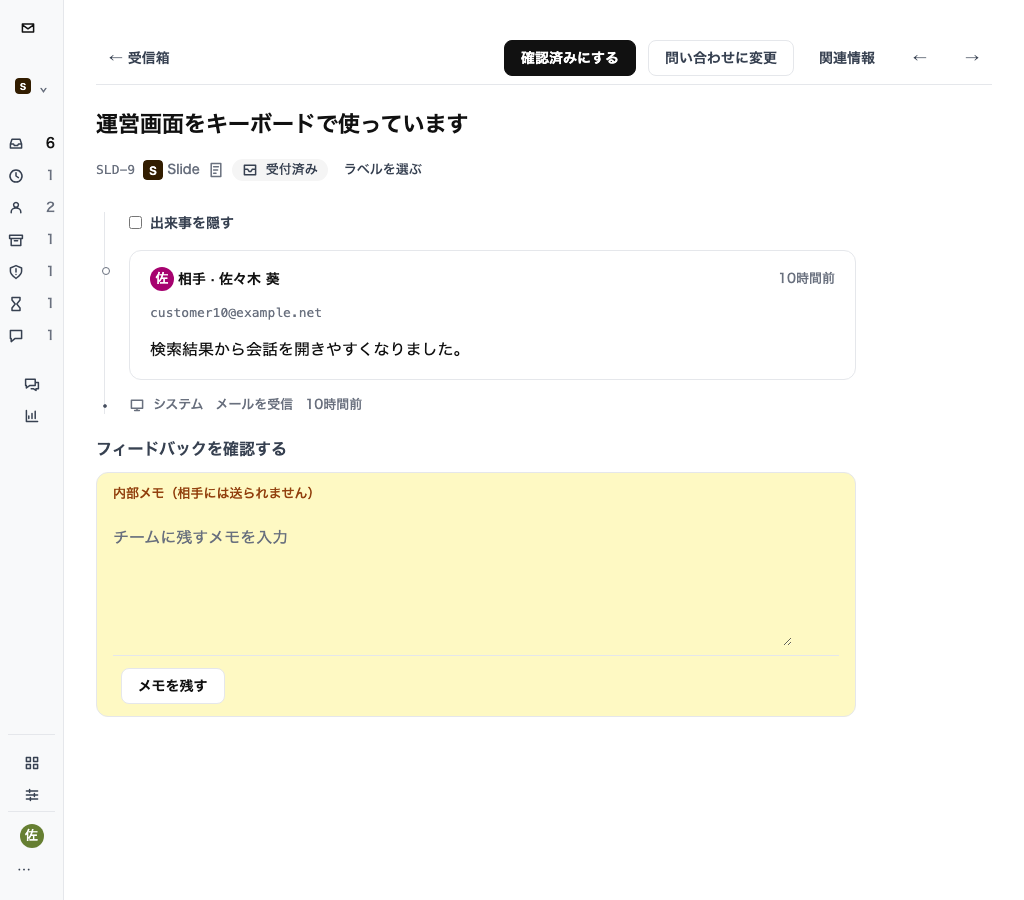 ← 受信箱
確認済みにする
問い合わせに変更
関連情報
←
→
S
6
1
2
1
1
1
1
運営画面をキーボードで使っています
SLD-9 S Slide 受付済み ラベルを選ぶ
出来事を隠す
佐 相手 · 佐々木 葵 10時間前
customer10@example.net
検索結果から会話を開きやすくなりました。
システム メールを受信 10時間前
フィードバックを確認する
内部メモ（相手には送られません）
チームに残すメモを入力
メモを残す
佐
…